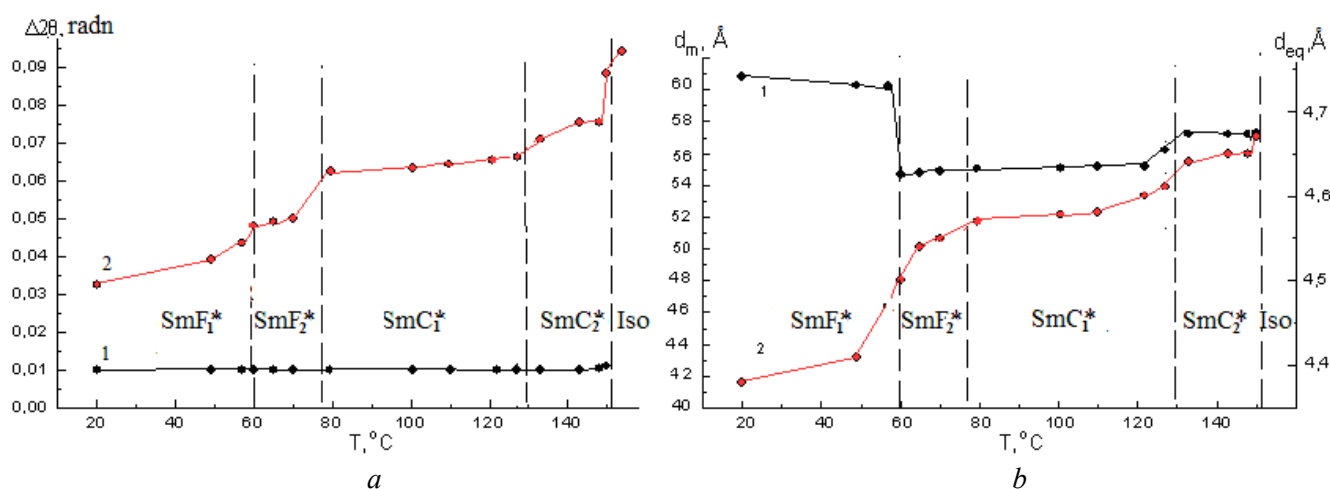 Δ2θ, radn
0,09
0,08
0,07
0,06
0,05
0,04
0,03
0,02
0,01
0,00
2
1
SmF₁* SmF₂* SmC₁* SmC₂* Iso
20 40 60 80 100 120 140
T,°C
a
dₘ, Å
d_eq,Å
60
58
56
54
52
50
48
46
44
42
40
1
2
SmF₁* SmF₂* SmC₁* SmC₂* Iso
4,7
4,6
4,5
4,4
20 40 60 80 100 120 140
T,°C
b